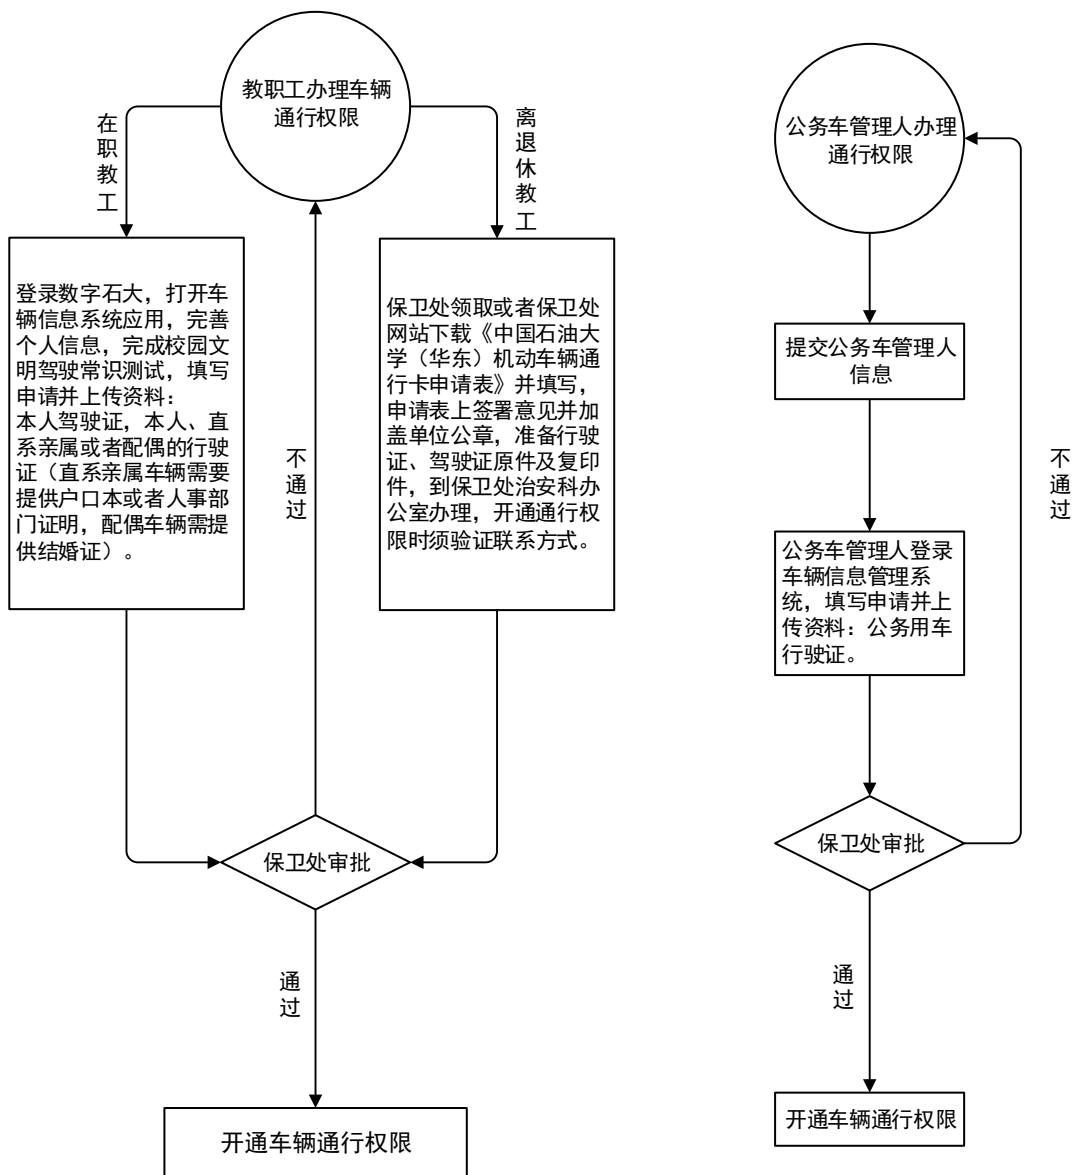 教职工办理车辆
通行权限
在职教工
离退休教工
登录数字石大，打开车
辆信息系统应用，完善
个人信息，完成校园文
明驾驶常识测试，填写
申请并上传资料：
本人驾驶证，本人、直
系亲属或者配偶的行驶
证（直系亲属车辆需要
提供户口本或者人事部
门证明，配偶车辆需提
供结婚证）。
保卫处领取或者保卫处
网站下载《中国石油大
学（华东）机动车辆通
行卡申请表》并填写，
申请表上签署意见并加
盖单位公章，准备行驶
证、驾驶证原件及复印
件，到保卫处治安科办
公室办理，开通通行权
限时须验证联系方式。
不通过
保卫处审批
通过
开通车辆通行权限
公务车管理人办理
通行权限
提交公务车管理人
信息
公务车管理人登录
车辆信息管理系
统，填写申请并上
传资料：公务用车
行驶证。
不通过
保卫处审批
通过
开通车辆通行权限